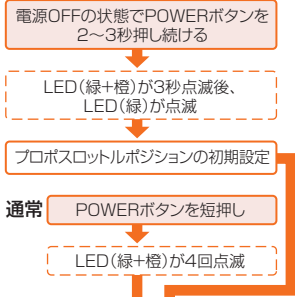 電源OFFの状態でPOWERボタンを
2〜3秒押し続ける
LED（緑+橙）が3秒点滅後、
LED（緑）が点滅
プロポスロットルポジションの初期設定
通常
POWERボタンを短押し
LED（緑+橙）が4回点滅